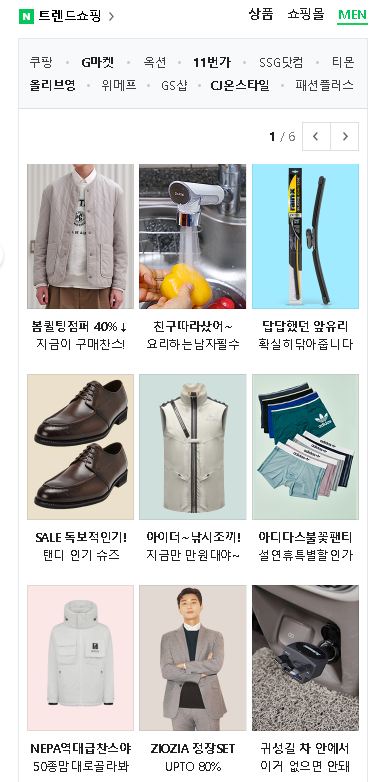 N 트렌드쇼핑 >
상품 쇼핑몰 MEN
쿠팡 · G마켓 · 옥션 · 11번가 · SSG닷컴 · 티몬
올리브영 · 위메프 · GS샵 · CJ온스타일 · 패션플러스
1 / 6 < >
봄퀼팅점퍼 40%↓
지금이 구매찬스!
친구따라샀어~
요리하는남자필수
답답했던 앞유리
확실히닦아줍니다
adidas
SALE 독보적인기!
탠디 인기 슈즈
아이더~낚시조끼!
지금만 만원대야~
아디다스불꽃팬티
설연휴특별할인가
NEPA역대급찬스야
50종맘대로골라봐
ZIOZIA 정장SET
UPTO 80%
귀성길 차 안에서
이거 없으면 안돼